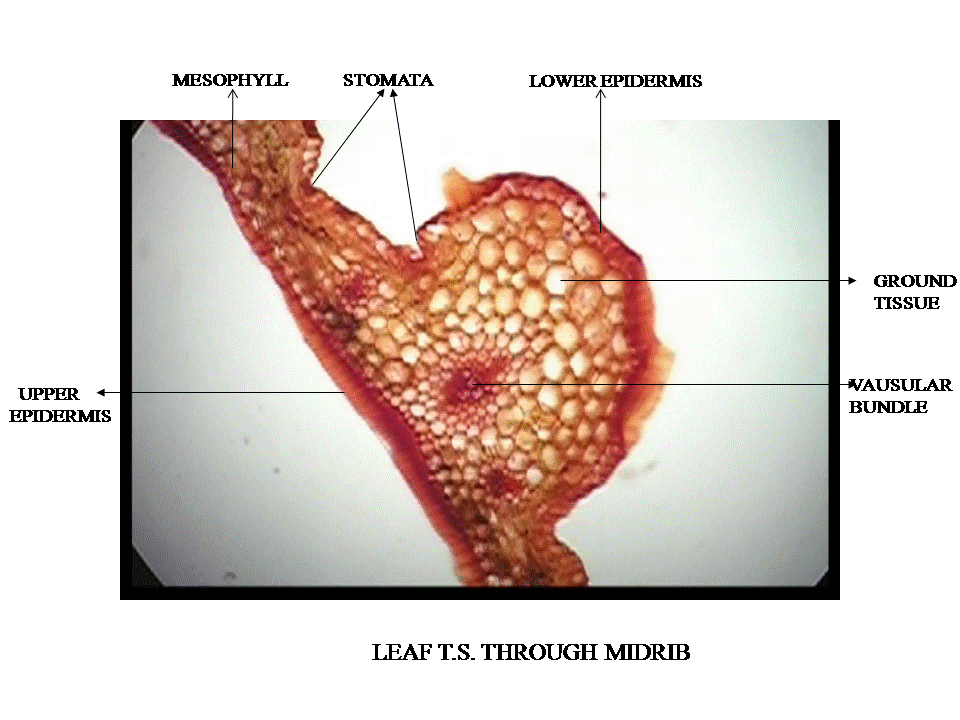 MESOPHYLL
STOMATA
LOWER EPIDERMIS
GROUND
TISSUE
UPPER
EPIDERMIS
VAUSULAR
BUNDLE
LEAF T.S. THROUGH MIDRIB